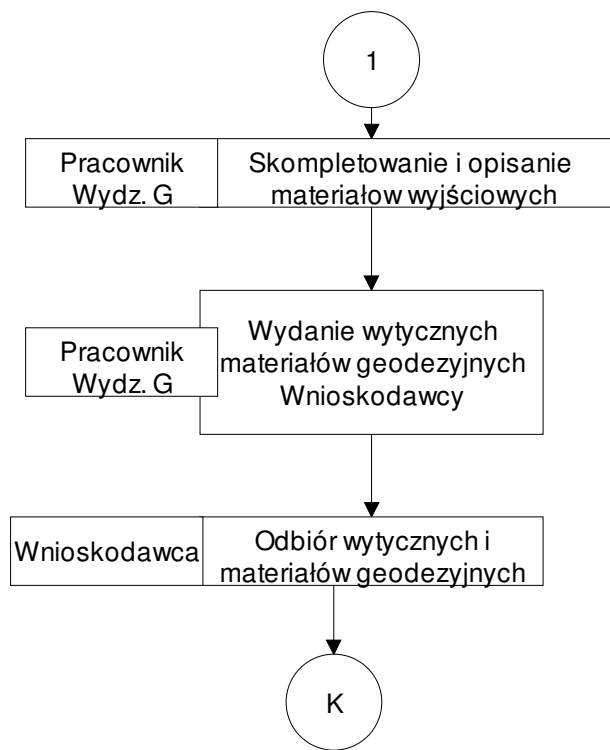 1
Pracownik
Wydz. G
Skompletowanie i opisanie
materiałow wyjściowych
Pracownik
Wydz. G
Wydanie wytycznych
materiałów geodezyjnych
Wnioskodawcy
Wnioskodawca
Odbiór wytycznych i
materiałów geodezyjnych
K